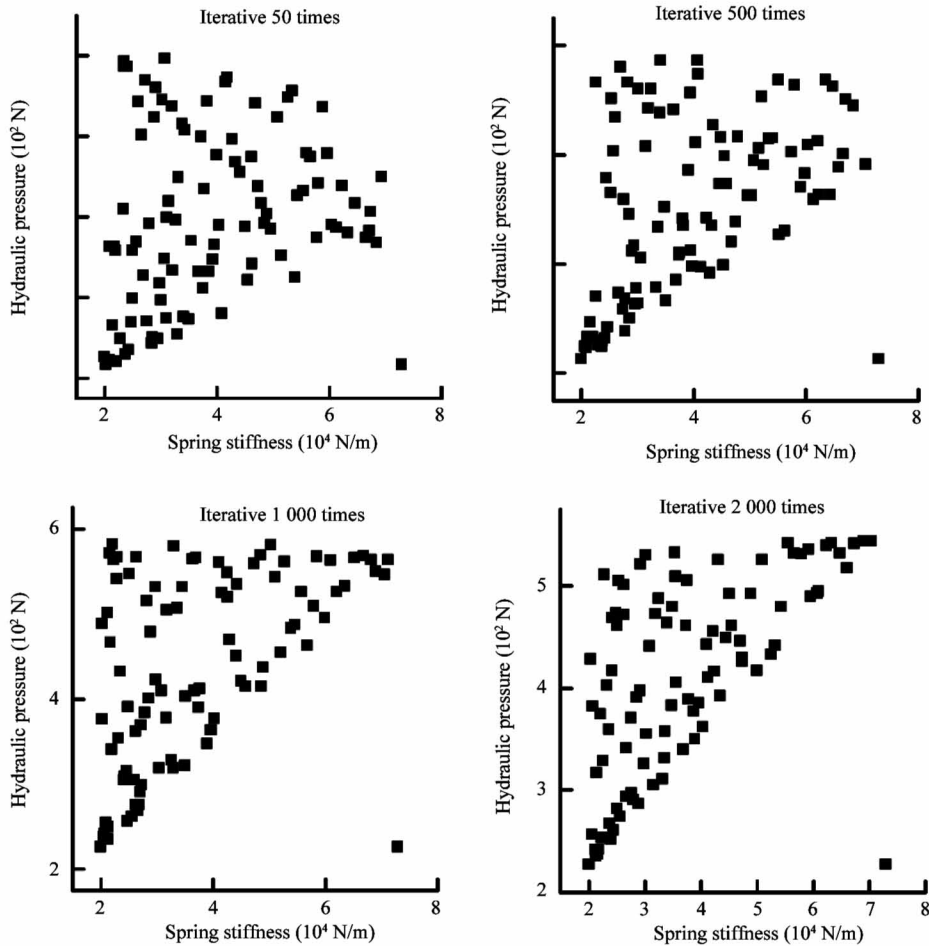 Iterative 50 times
Hydraulic pressure (10² N)
2 4 6 8
Spring stiffness (10⁴ N/m)
Iterative 500 times
Hydraulic pressure (10² N)
2 4 6 8
Spring stiffness (10⁴ N/m)
Iterative 1 000 times
Hydraulic pressure (10² N)
6
4
2
2 4 6 8
Spring stiffness (10⁴ N/m)
Iterative 2 000 times
Hydraulic pressure (10² N)
5
4
3
2
2 3 4 5 6 7 8
Spring stiffness (10⁴ N/m)